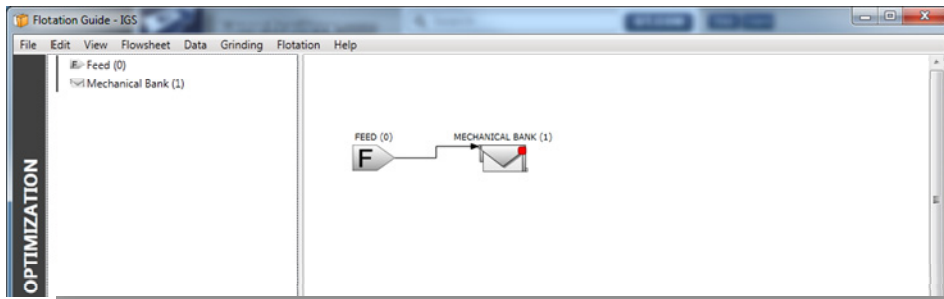 Flotation Guide - IGS
File Edit View Flowsheet Data Grinding Flotation Help
Feed (0)
Mechanical Bank (1)
OPTIMIZATION
FEED (0) MECHANICAL BANK (1)
F